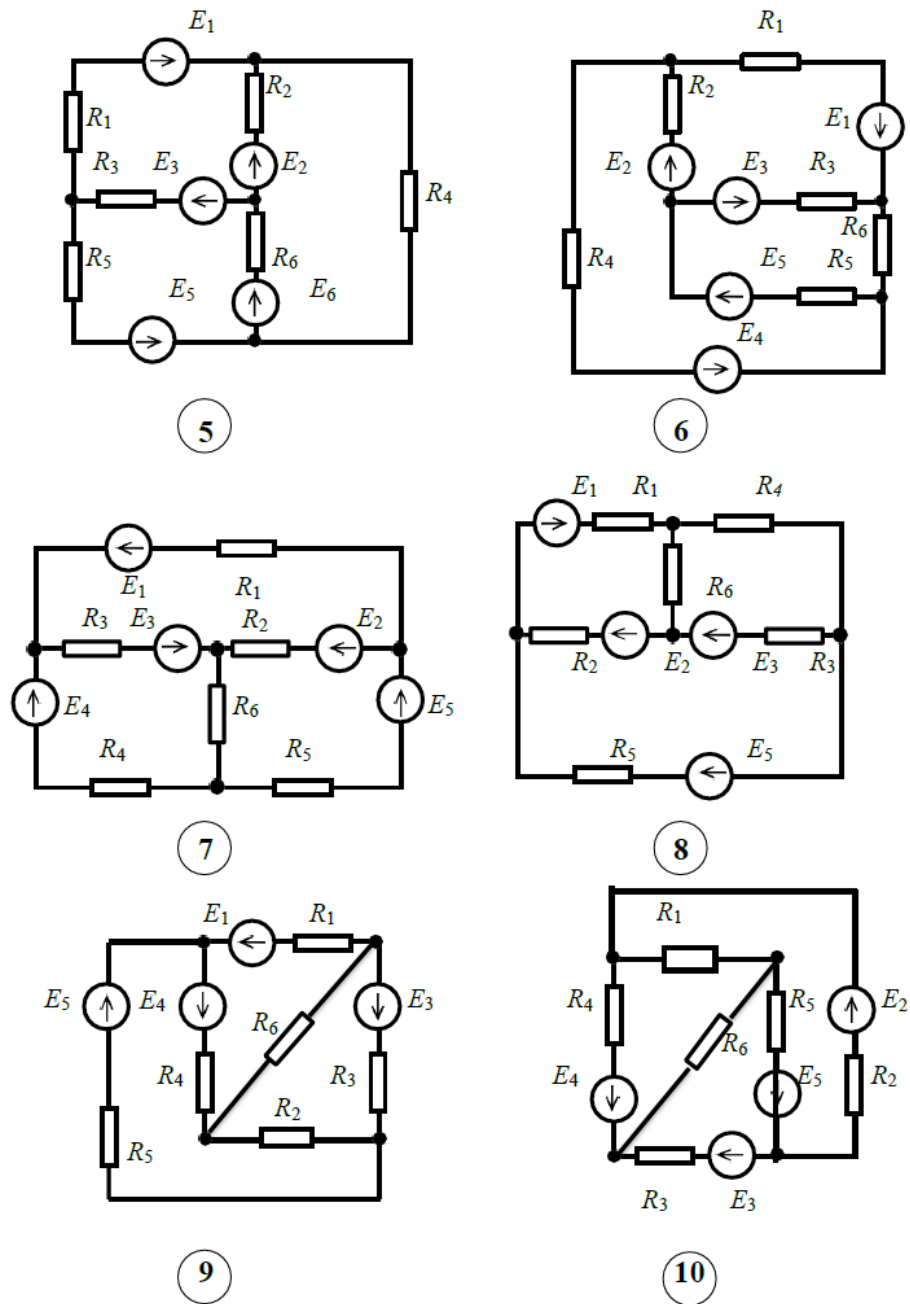 E1
R2
R1
R3 E3 E2
R4
R5 R6
E5 E6
5
R1
R2
E1
E2 E3 R3
R6
R4 E5 R5
E4
6
E1 R1
R3 E3 R2 E2
E4 R6 E5
R4 R5
7
E1 R1 R4
R6
R2 E2 E3 R3
R5 E5
8
E1 R1
E5 E4 E3
R6
R4 R3
R2
R5
9
R1
R4 R5 E2
R6
E4 E5 R2
R3 E3
10